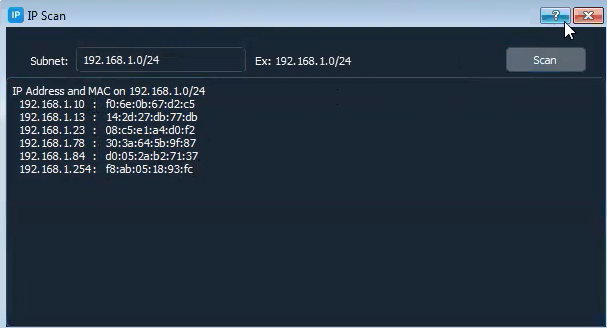 IP IP Scan ?
Subnet: 192.168.1.0/24 Ex: 192.168.1.0/24 Scan
IP Address and MAC on 192.168.1.0/24
192.168.1.10 : f0:6e:0b:67:d2:c5
192.168.1.13 : 14:2d:27:db:77:db
192.168.1.23 : 08:c5:e1:a4:d0:f2
192.168.1.78 : 30:3a:64:5b:9f:87
192.168.1.84 : d0:05:2a:b2:71:37
192.168.1.254: f8:ab:05:18:93:fc